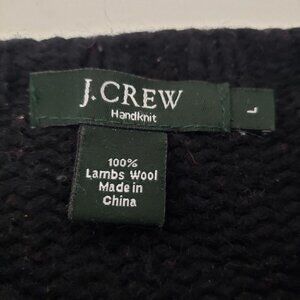 J.CREW
Handknit
L
100%
Lambs Wool
Made in
China